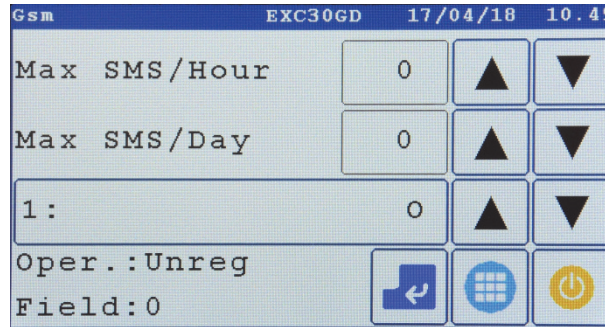 Gsm EXC30GD 17/04/18 10.4
Max SMS/Hour 0
Max SMS/Day 0
1: O
Oper.:Unreg
Field:0